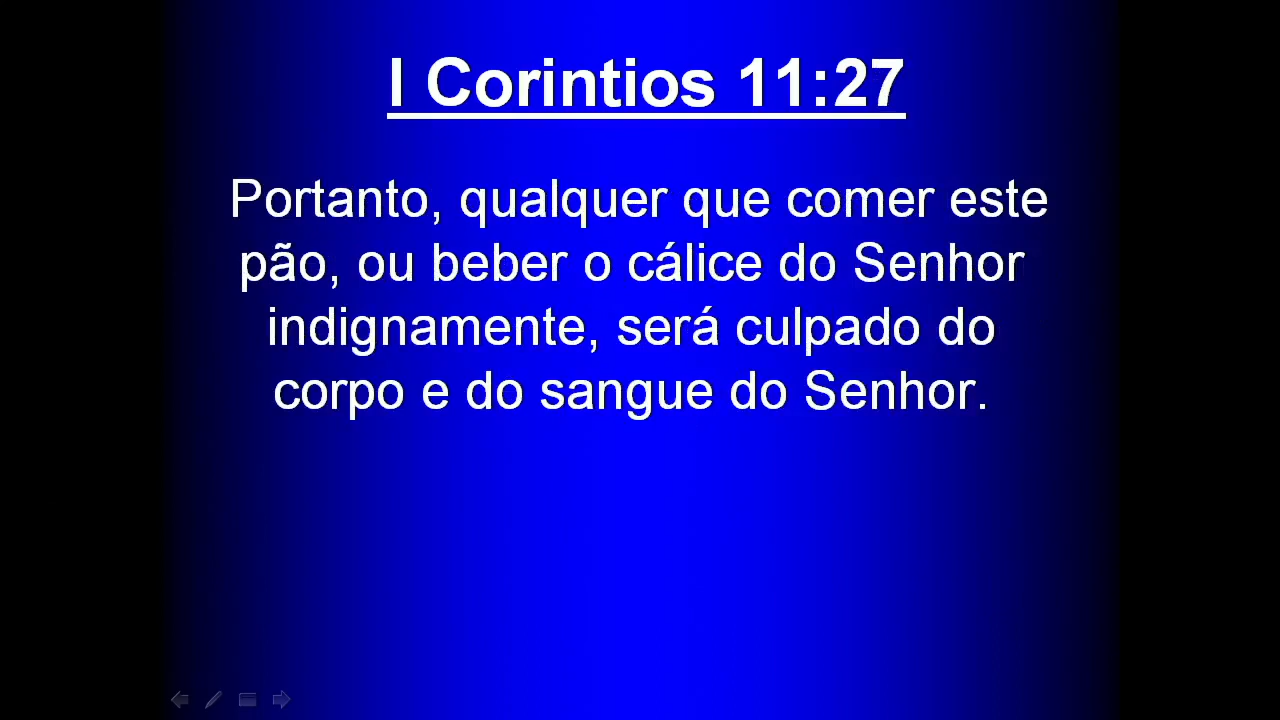 I Corintios 11:27
Portanto, qualquer que comer este
pão, ou beber o cálice do Senhor
indignamente, será culpado do
corpo e do sangue do Senhor.